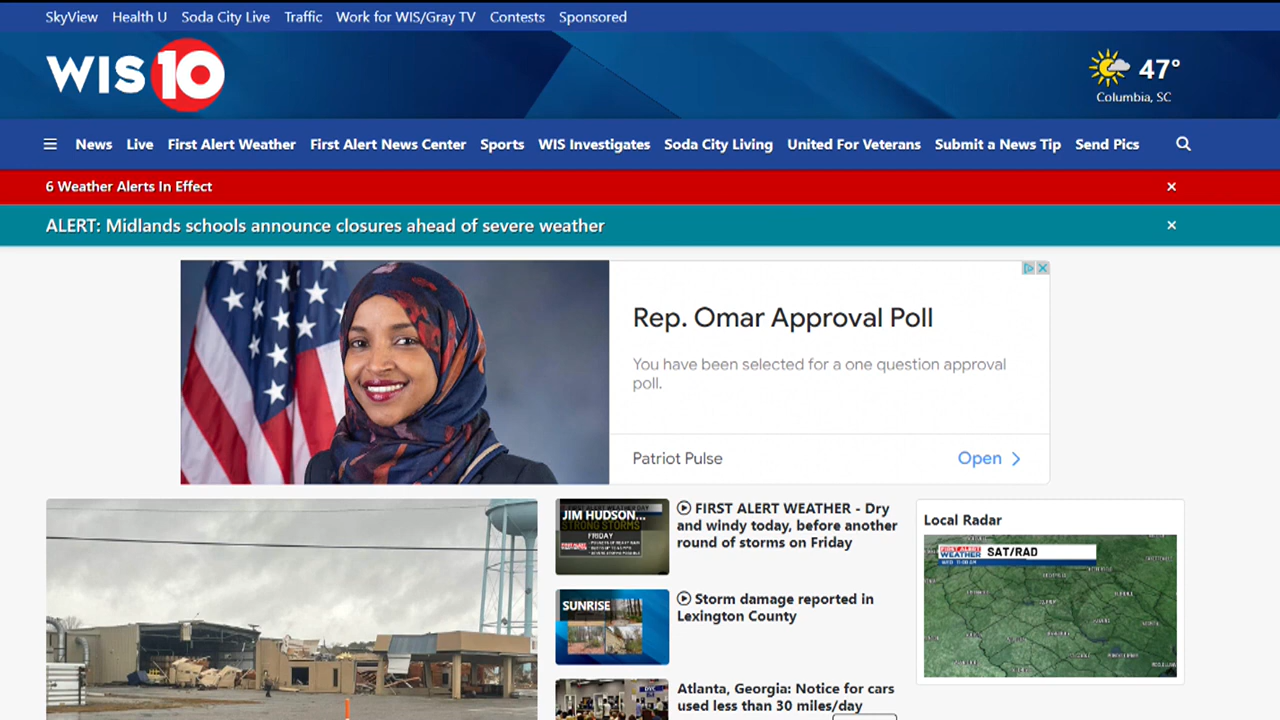 SkyView Health U Soda City Live Traffic Work for WIS/Gray TV Contests Sponsored
WIS10
47°
Columbia, SC
News Live First Alert Weather First Alert News Center Sports WIS Investigates Soda City Living United For Veterans Submit a News Tip Send Pics
6 Weather Alerts In Effect
ALERT: Midlands schools announce closures ahead of severe weather
Rep. Omar Approval Poll
You have been selected for a one question approval
poll.
Patriot Pulse
Open
JIM HUDSON...
STRONG STORMS
FRIDAY
FIRST ALERT WEATHER - Dry
and windy today, before another
round of storms on Friday
SUNRISE
Storm damage reported in
Lexington County
Atlanta, Georgia: Notice for cars
used less than 30 miles/day
Local Radar
FIRST ALERT
WEATHER
SAT/RAD